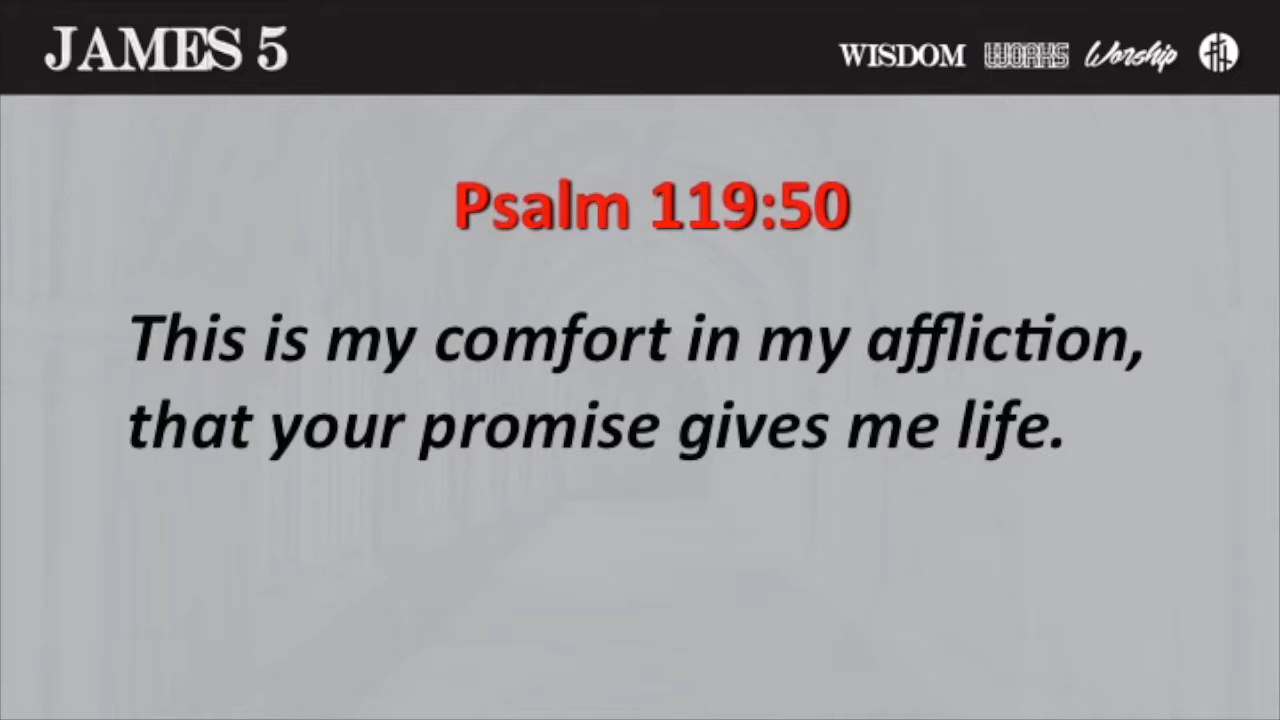 JAMES 5
WISDOM WORKS Worship
Psalm 119:50
This is my comfort in my affliction,
that your promise gives me life.